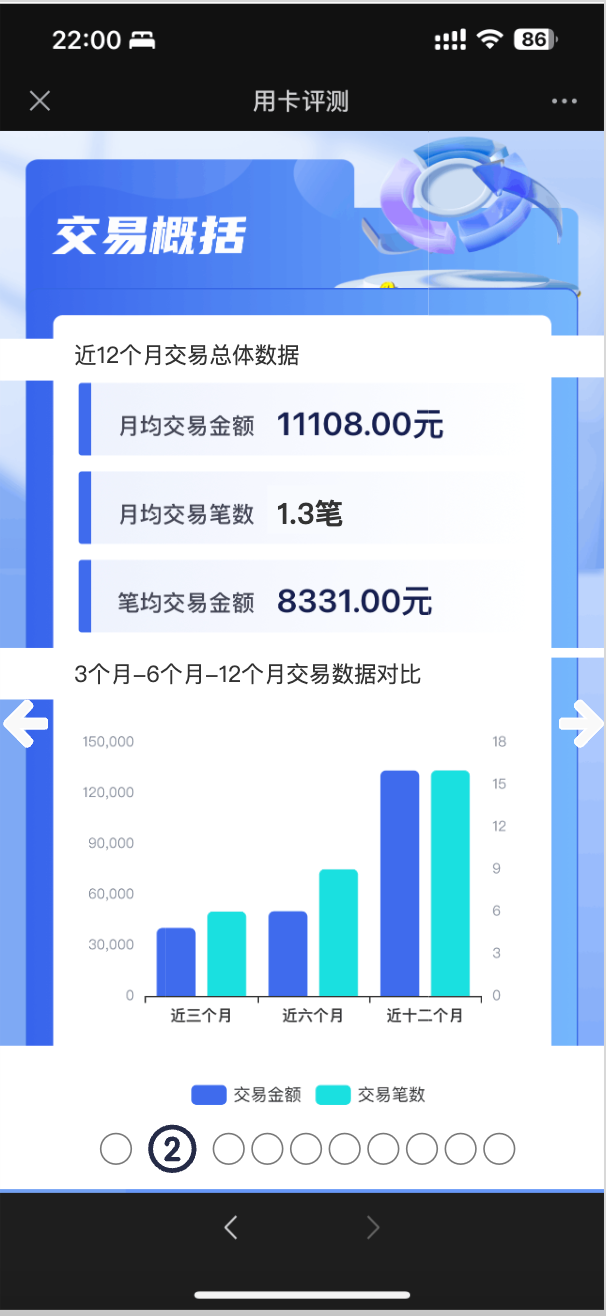 22:00
86
用卡评测
交易概括
近12个月交易总体数据
月均交易金额 11108.00元
月均交易笔数 1.3笔
笔均交易金额 8331.00元
3个月–6个月–12个月交易数据对比
150,000 18
15
120,000
12
90,000
9
60,000
6
30,000
3
0 0
近三个月 近六个月 近十二个月
交易金额 交易笔数
2